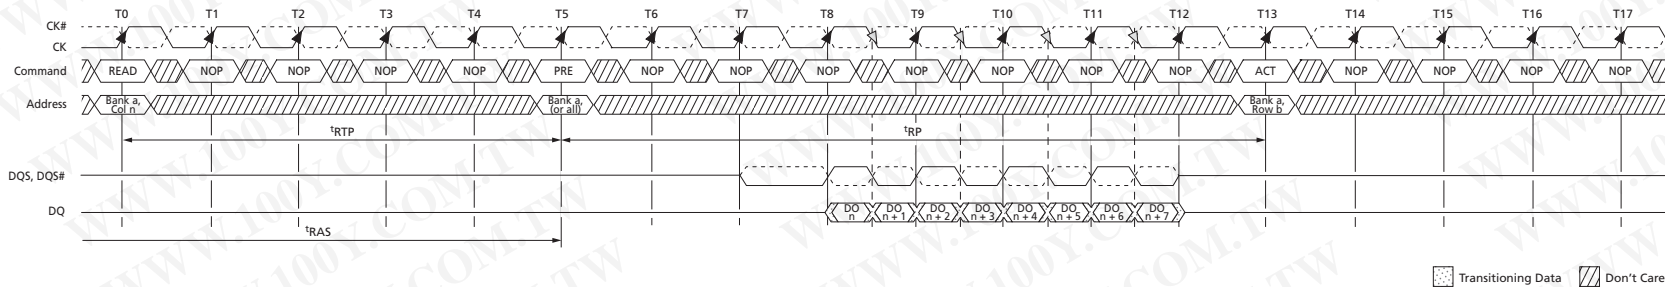 T0 T1 T2 T3 T4 T5 T6 T7 T8 T9 T10 T11 T12 T13 T14 T15 T16 T17
CK#
CK
Command READ NOP NOP NOP NOP PRE NOP NOP NOP NOP NOP NOP NOP ACT NOP NOP NOP NOP
Address Bank a, Col n Bank a, (or all) Bank a, Row b
tRTP tRP
DQS, DQS#
DQ DO n DO n + 1 DO n + 2 DO n + 3 DO n + 4 DO n + 5 DO n + 6 DO n + 7
tRAS
Transitioning Data Don't Care
WWW.100Y.COM.TW